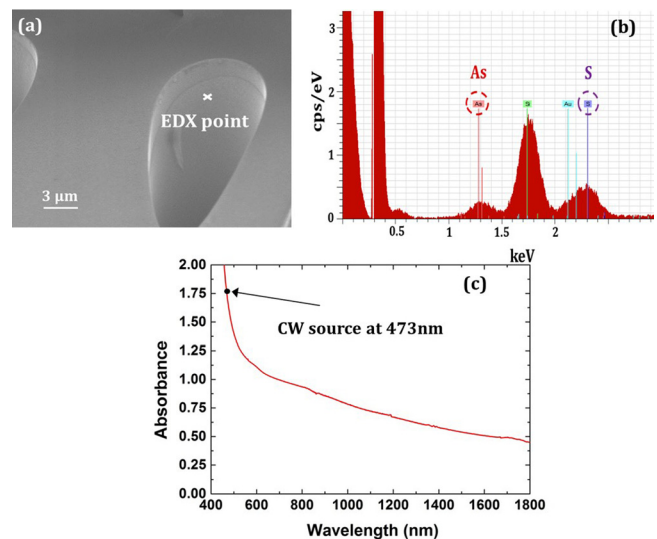 (a)
EDX point
3 µm
(b)
As
S
As
Si
Au
S
cps/eV
3
2
1
0
0.5
1
1.5
2
keV
(c)
CW source at 473nm
Absorbance
2.00
1.75
1.50
1.25
1.00
0.75
0.50
0.25
0.00
400
600
800
1000
1200
1400
1600
1800
Wavelength (nm)